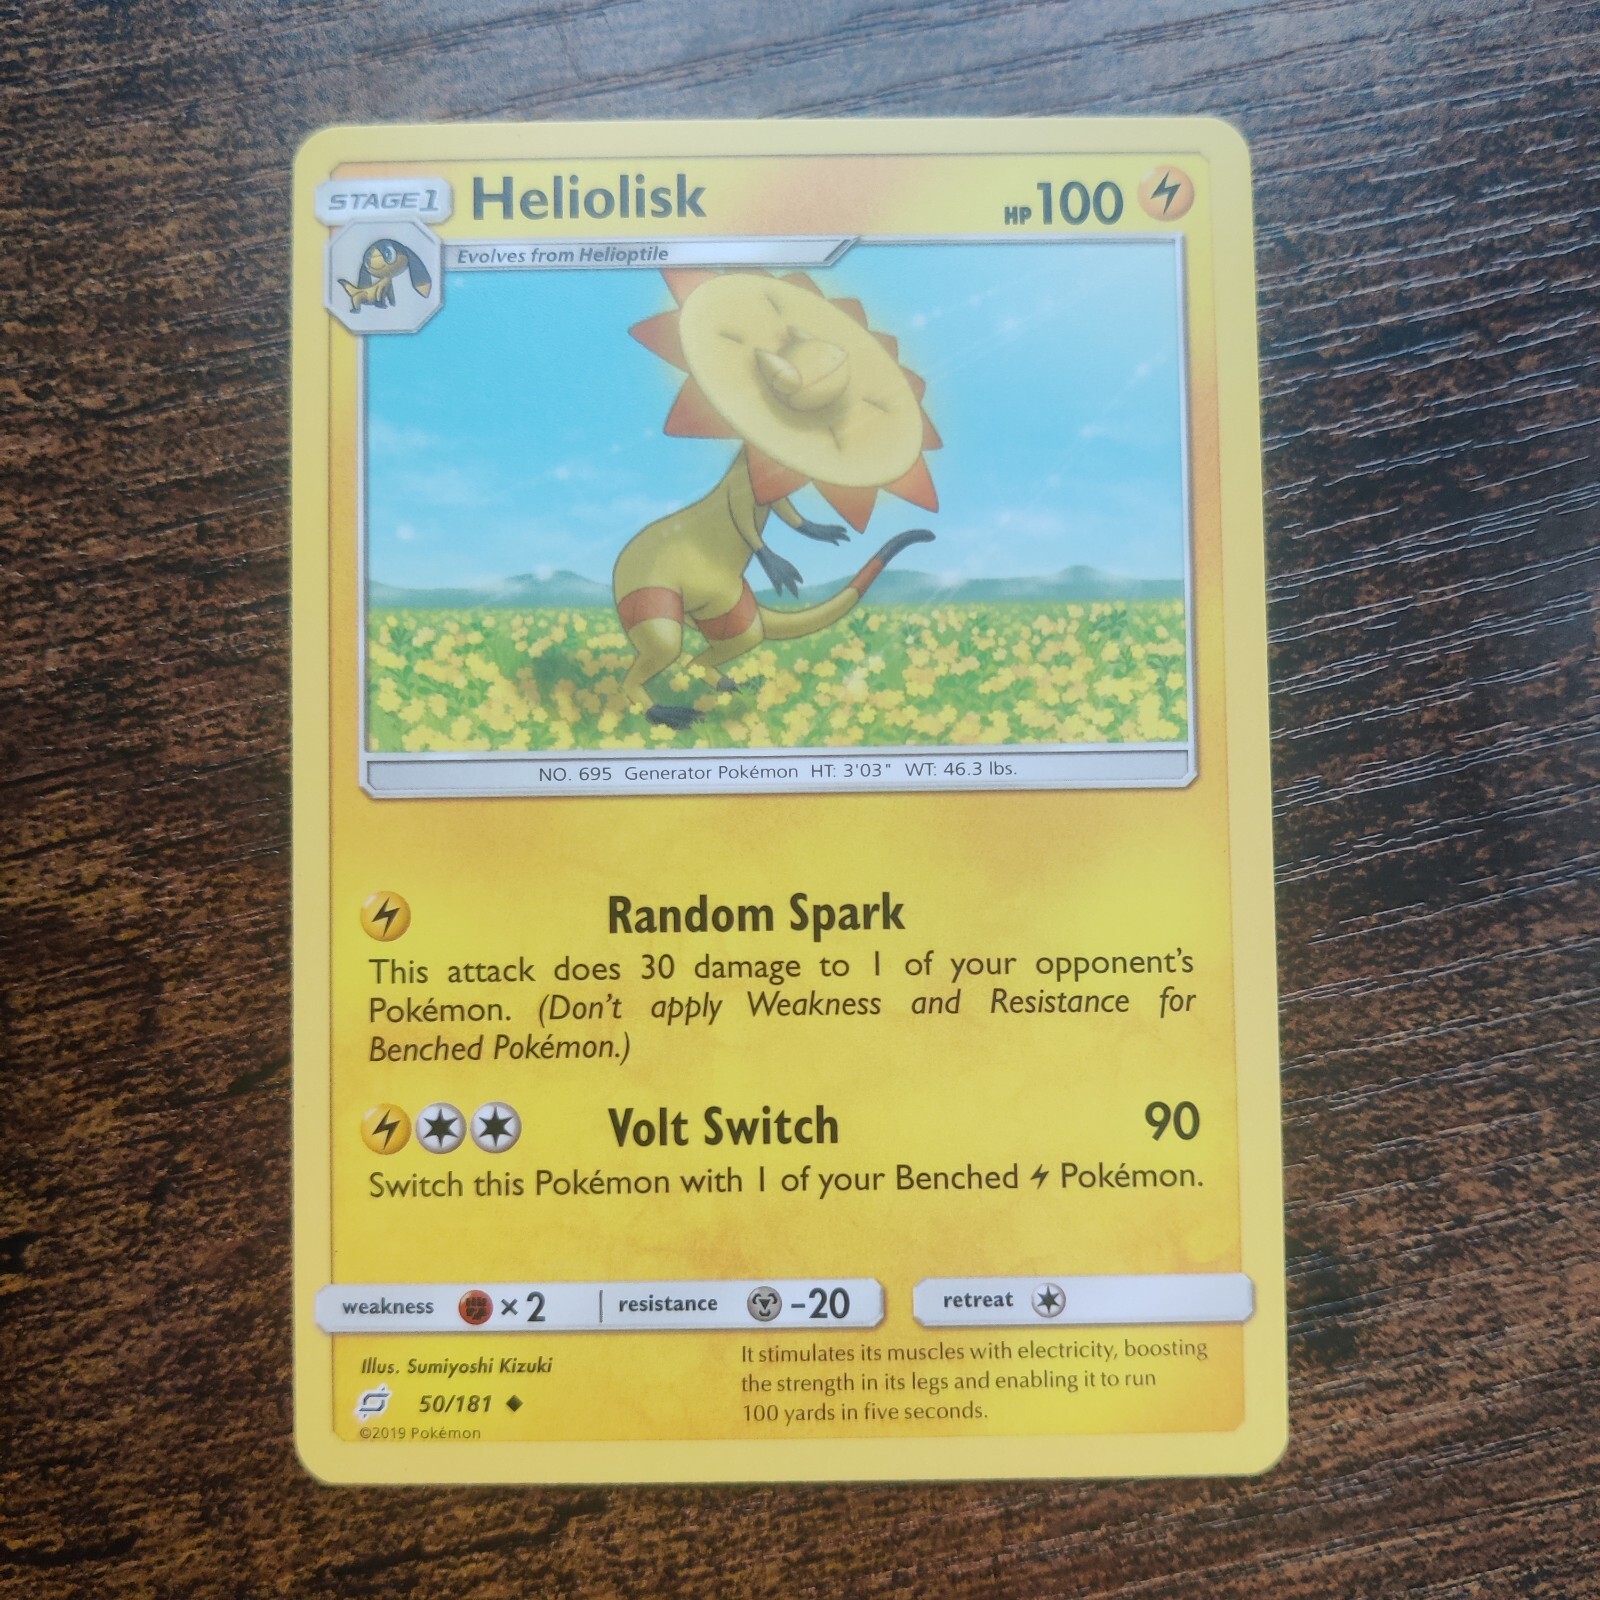 STAGE 1 Heliolisk HP 100
Evolves from Helioptile
NO. 695 Generator Pokémon HT: 3'03" WT: 46.3 lbs.
Random Spark
This attack does 30 damage to 1 of your opponent's
Pokémon. (Don't apply Weakness and Resistance for
Benched Pokémon.)
Volt Switch 90
Switch this Pokémon with 1 of your Benched Pokémon.
weakness ×2 resistance -20 retreat
Illus. Sumiyoshi Kizuki
50/181
©2019 Pokémon
It stimulates its muscles with electricity, boosting
the strength in its legs and enabling it to run
100 yards in five seconds.